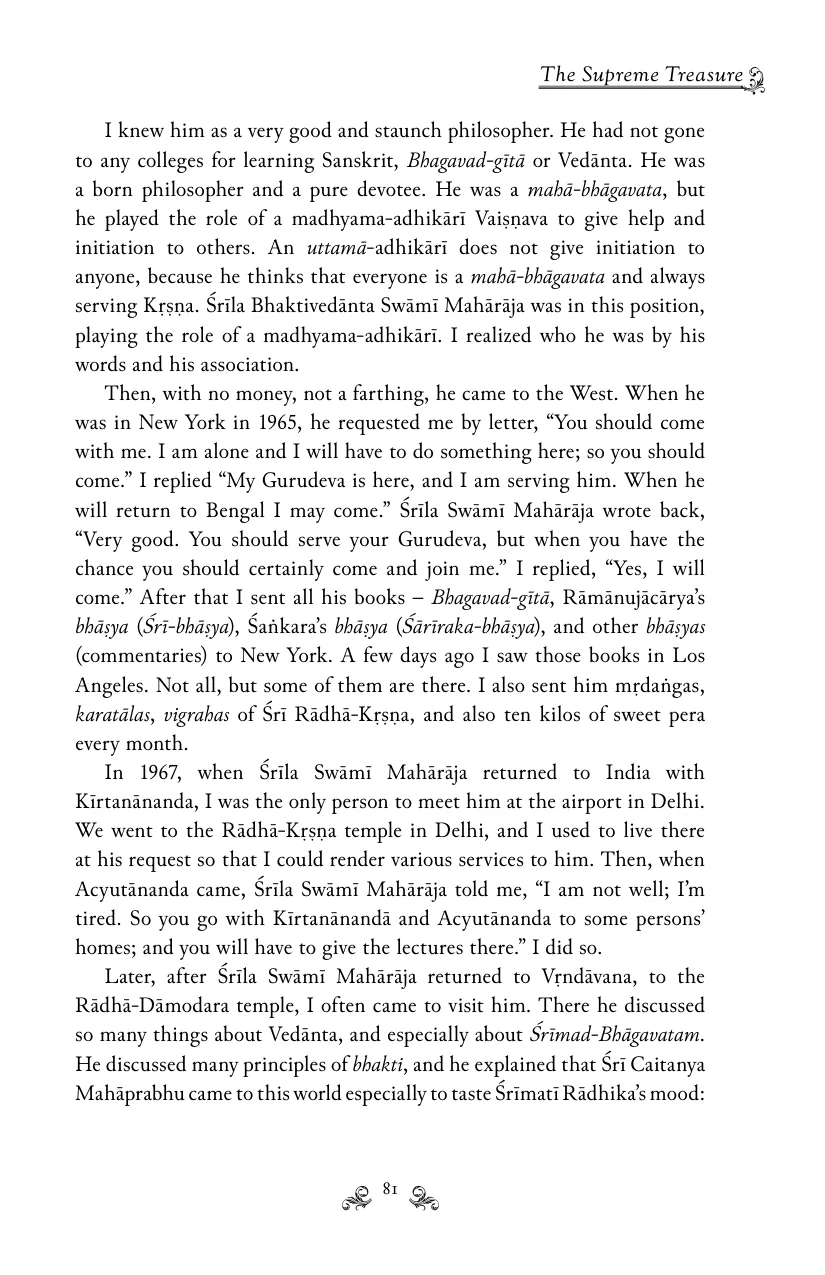 The Supreme Treasure
I knew him as a very good and staunch philosopher. He had not gone
to any colleges for learning Sanskrit, Bhagavad-gītā or Vedānta. He was
a born philosopher and a pure devotee. He was a mahā-bhāgavata, but
he played the role of a madhyama-adhikārī Vaiṣṇava to give help and
initiation to others. An uttamā-adhikārī does not give initiation to
anyone, because he thinks that everyone is a mahā-bhāgavata and always
serving Kṛṣṇa. Śrīla Bhaktivedānta Swāmī Mahārāja was in this position,
playing the role of a madhyama-adhikārī. I realized who he was by his
words and his association.
Then, with no money, not a farthing, he came to the West. When he
was in New York in 1965, he requested me by letter, “You should come
with me. I am alone and I will have to do something here; so you should
come.” I replied “My Gurudeva is here, and I am serving him. When he
will return to Bengal I may come.” Śrīla Swāmī Mahārāja wrote back,
“Very good. You should serve your Gurudeva, but when you have the
chance you should certainly come and join me.” I replied, “Yes, I will
come.” After that I sent all his books – Bhagavad-gītā, Rāmānujācārya’s
bhāṣya (Śrī-bhāṣya), Śaṅkara’s bhāṣya (Śārīraka-bhāṣya), and other bhāṣyas
(commentaries) to New York. A few days ago I saw those books in Los
Angeles. Not all, but some of them are there. I also sent him mṛdaṅgas,
karatālas, vigrahas of Śrī Rādhā-Kṛṣṇa, and also ten kilos of sweet pera
every month.
In 1967, when Śrīla Swāmī Mahārāja returned to India with
Kīrtanānanda, I was the only person to meet him at the airport in Delhi.
We went to the Rādhā-Kṛṣṇa temple in Delhi, and I used to live there
at his request so that I could render various services to him. Then, when
Acyutānanda came, Śrīla Swāmī Mahārāja told me, “I am not well; I’m
tired. So you go with Kīrtanānandā and Acyutānanda to some persons’
homes; and you will have to give the lectures there.” I did so.
Later, after Śrīla Swāmī Mahārāja returned to Vṛndāvana, to the
Rādhā-Dāmodara temple, I often came to visit him. There he discussed
so many things about Vedānta, and especially about Śrīmad-Bhāgavatam.
He discussed many principles of bhakti, and he explained that Śrī Caitanya
Mahāprabhu came to this world especially to taste Śrīmatī Rādhika’s mood:
81